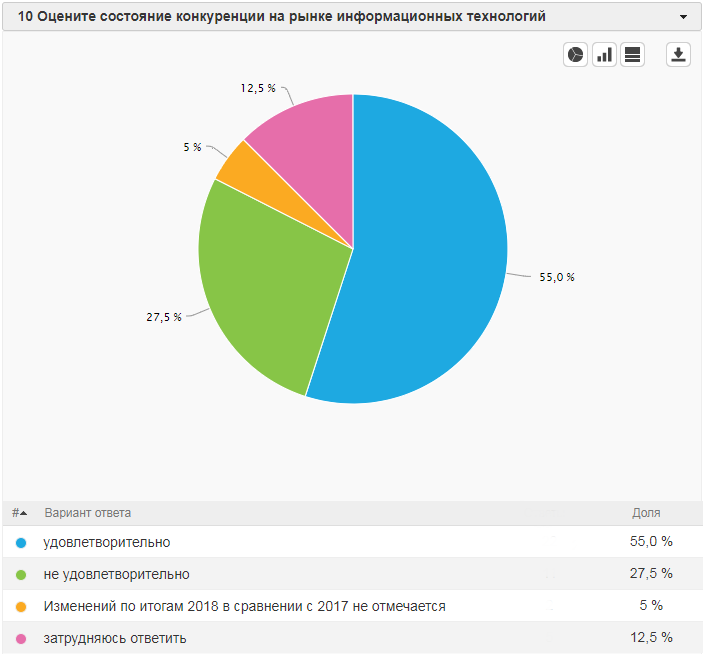 10 Оцените состояние конкуренции на рынке информационных технологий
12,5 %
5 %
55,0 %
27,5 %
# Вариант ответа Доля
удовлетворительно 55,0 %
не удовлетворительно 27,5 %
Изменений по итогам 2018 в сравнении с 2017 не отмечается 5 %
затрудняюсь ответить 12,5 %